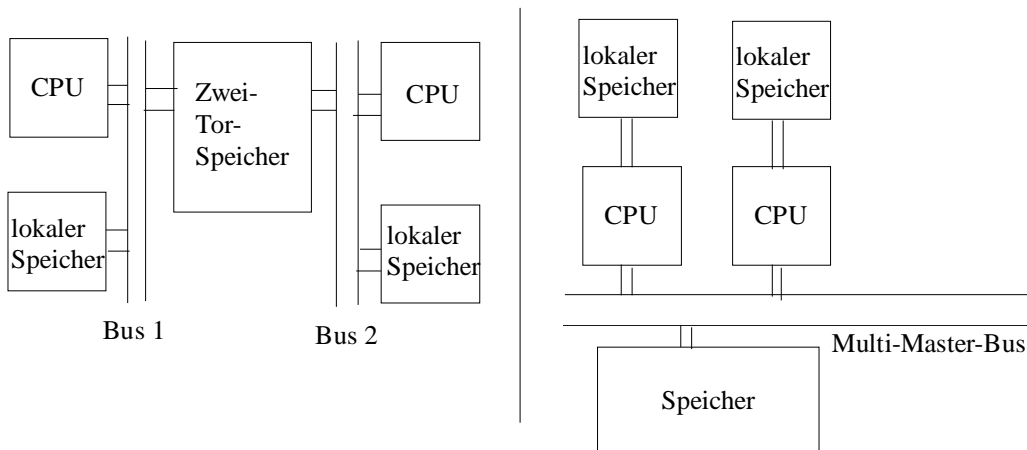 CPU
Zwei-
Tor-
Speicher
CPU
lokaler
Speicher
lokaler
Speicher
Bus 1
Bus 2
lokaler
Speicher
lokaler
Speicher
CPU
CPU
Multi-Master-Bus
Speicher